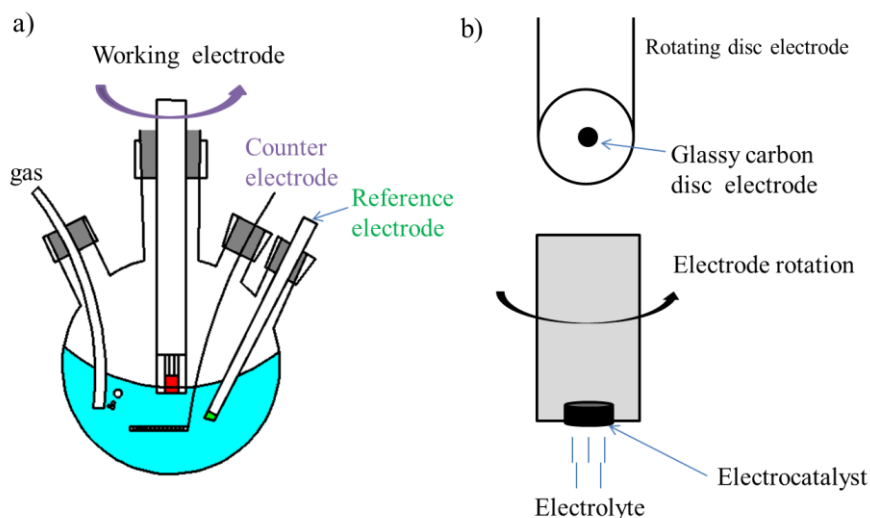 a)
Working electrode
gas
Counter
electrode
Reference
electrode
b)
Rotating disc electrode
Glassy carbon
disc electrode
Electrode rotation
Electrocatalyst
Electrolyte